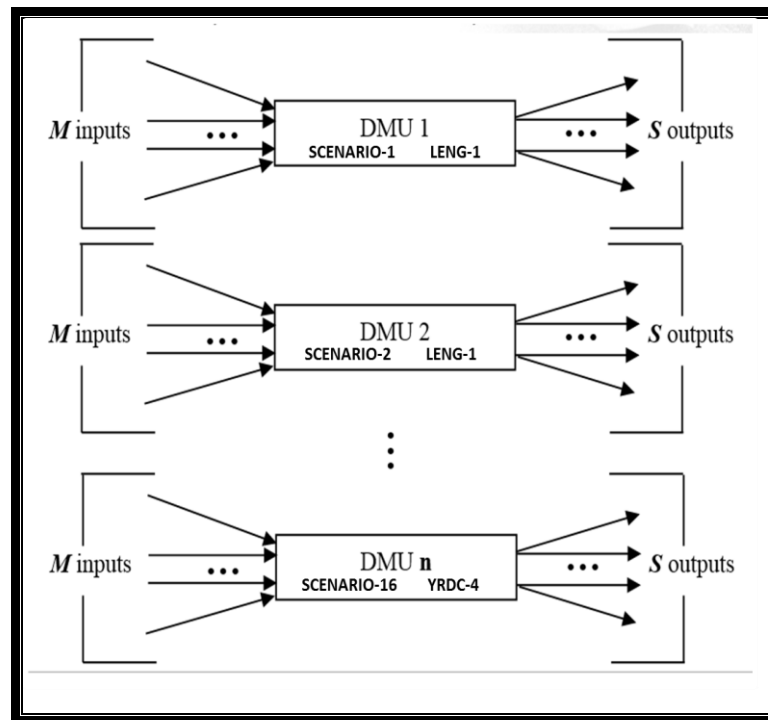 DMU 1
M inputs ... SCENARIO-1 LENG-1 ... S outputs
DMU 2
M inputs ... SCENARIO-2 LENG-1 ... S outputs
DMU n
M inputs ... SCENARIO-16 YRDC-4 ... S outputs